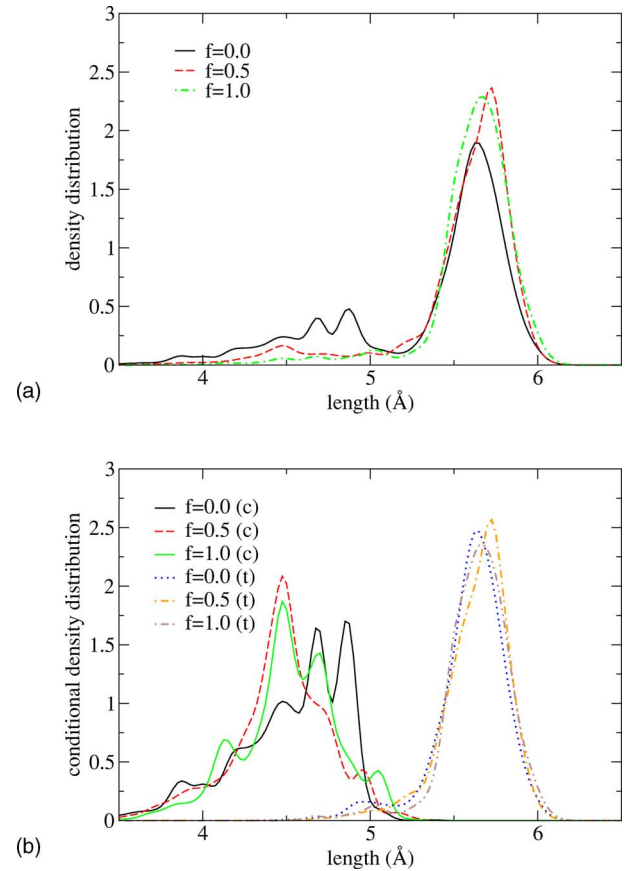 3
2.5
2
1.5
1
0.5
0
density distribution
f=0.0
f=0.5
f=1.0
4 5 6
length (Å)
(a)
3
2.5
2
1.5
1
0.5
0
conditional density distribution
f=0.0 (c)
f=0.5 (c)
f=1.0 (c)
f=0.0 (t)
f=0.5 (t)
f=1.0 (t)
4 5 6
length (Å)
(b)